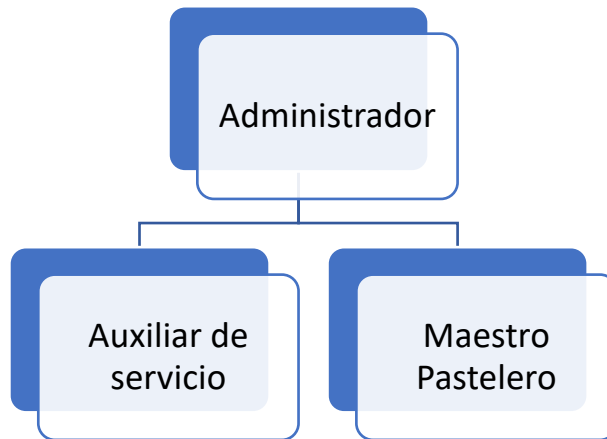 Administrador
Auxiliar de
servicio
Maestro
Pastelero